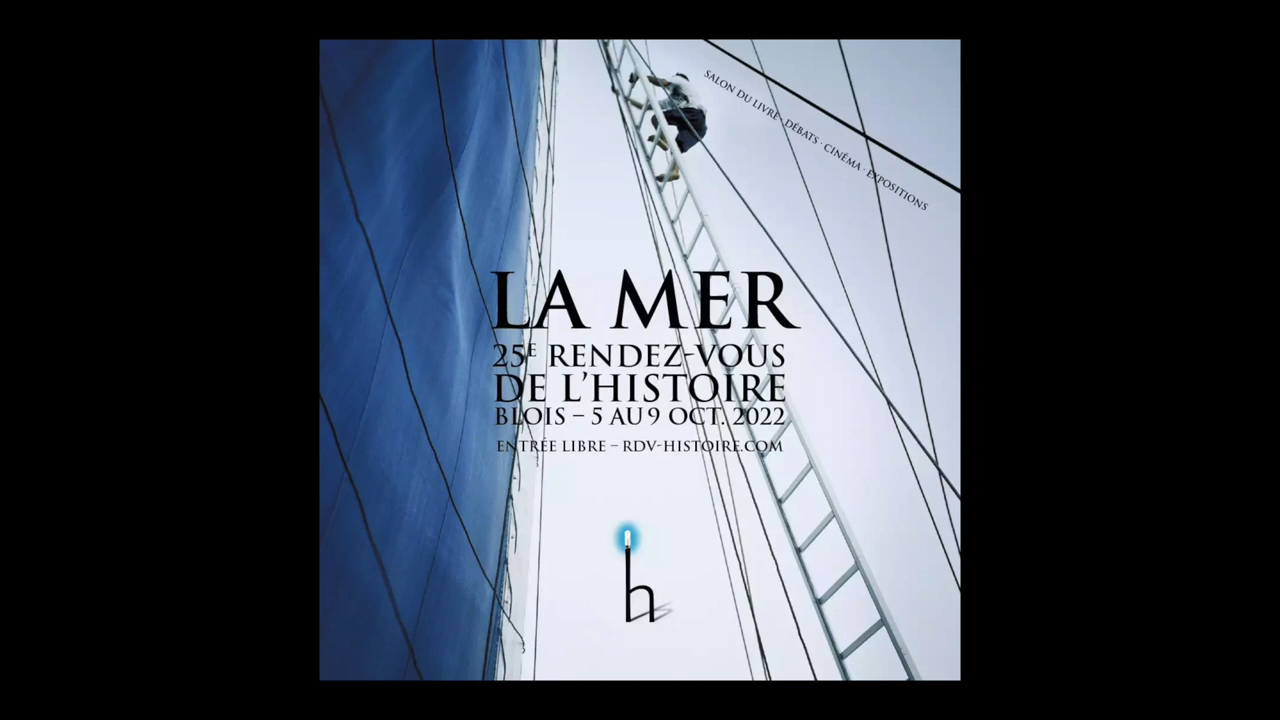 SALON DU LIVRE · DÉBATS · CINÉMA · EXPOSITIONS
LA MER
25E RENDEZ-VOUS
DE L'HISTOIRE
BLOIS – 5 AU 9 OCT. 2022
ENTRÉE LIBRE – RDV-HISTOIRE.COM
h